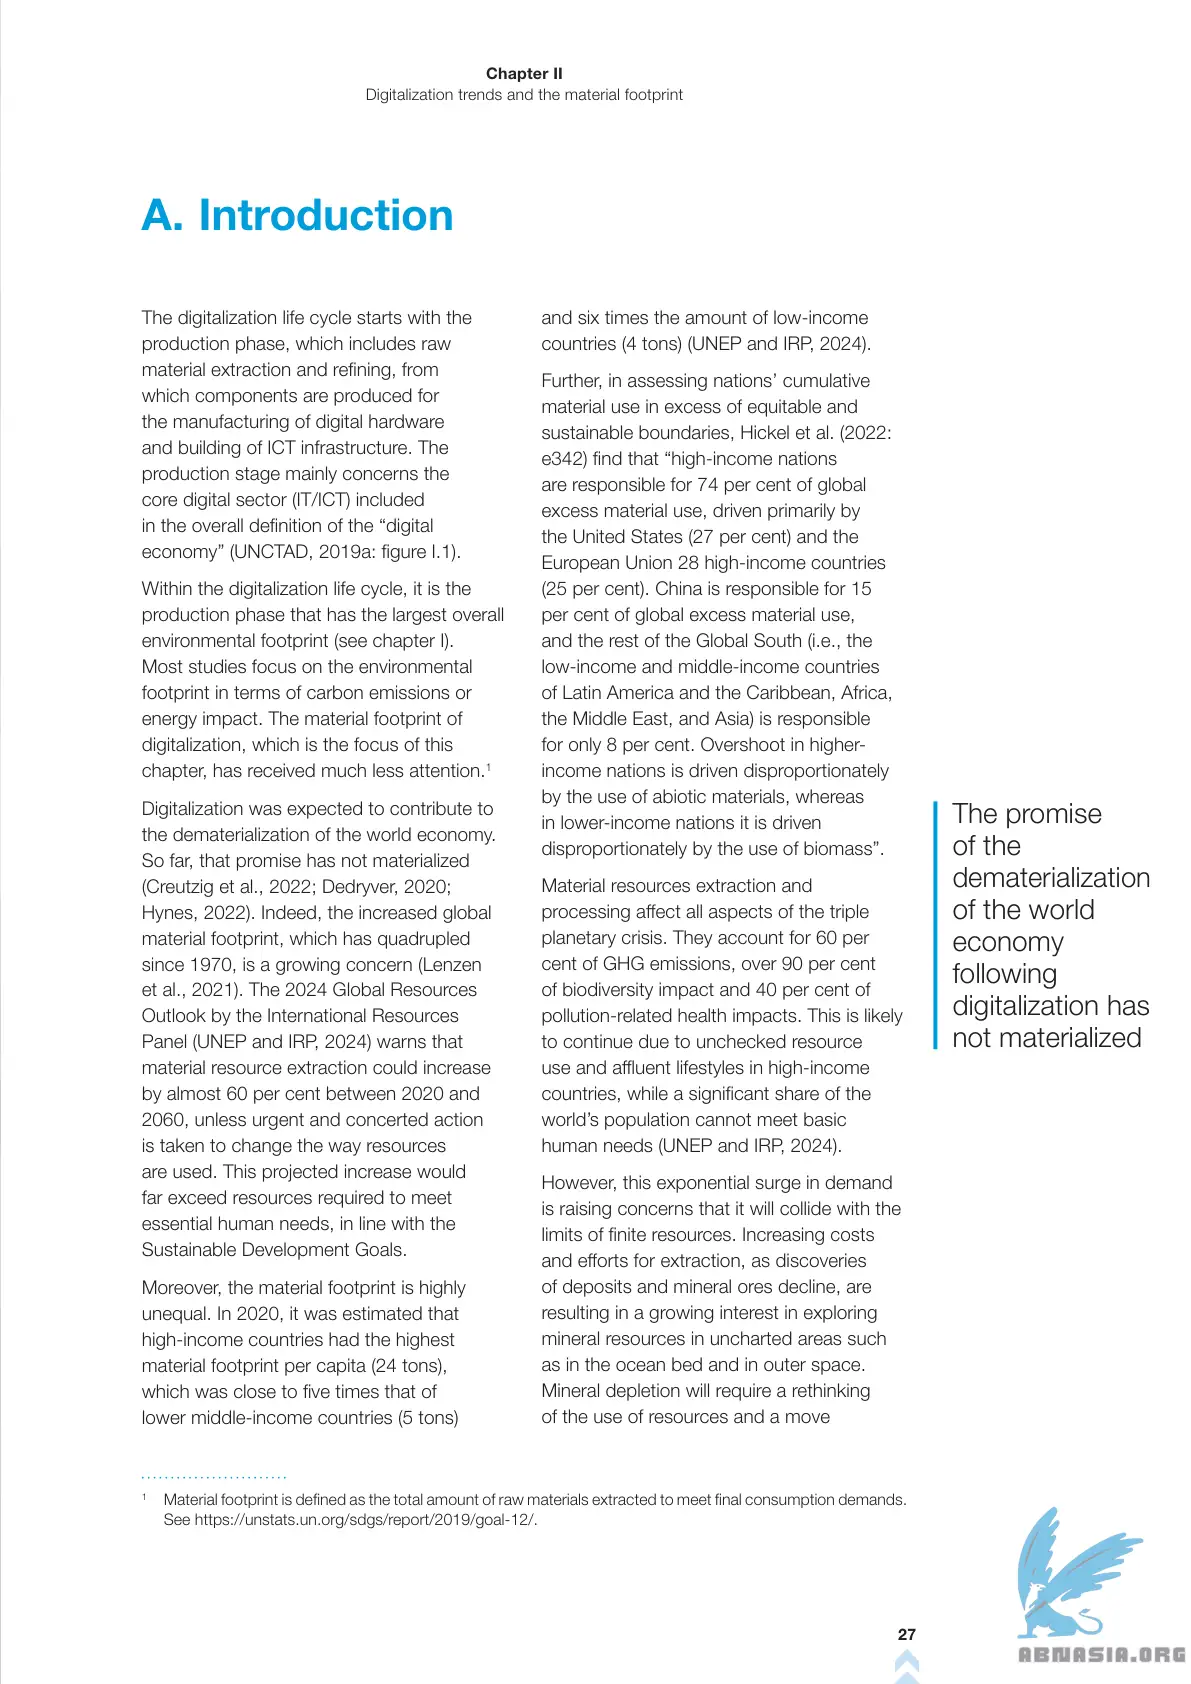 Chapter II
Digitalization trends and the material footprint
A. Introduction
The digitalization life cycle starts with the
production phase, which includes raw
material extraction and refining, from
which components are produced for
the manufacturing of digital hardware
and building of ICT infrastructure. The
production stage mainly concerns the
core digital sector (IT/ICT) included
in the overall definition of the “digital
economy” (UNCTAD, 2019a: figure I.1).
Within the digitalization life cycle, it is the
production phase that has the largest overall
environmental footprint (see chapter I).
Most studies focus on the environmental
footprint in terms of carbon emissions or
energy impact. The material footprint of
digitalization, which is the focus of this
chapter, has received much less attention.1
Digitalization was expected to contribute to
the dematerialization of the world economy.
So far, that promise has not materialized
(Creutzig et al., 2022; Dedryver, 2020;
Hynes, 2022). Indeed, the increased global
material footprint, which has quadrupled
since 1970, is a growing concern (Lenzen
et al., 2021). The 2024 Global Resources
Outlook by the International Resources
Panel (UNEP and IRP, 2024) warns that
material resource extraction could increase
by almost 60 per cent between 2020 and
2060, unless urgent and concerted action
is taken to change the way resources
are used. This projected increase would
far exceed resources required to meet
essential human needs, in line with the
Sustainable Development Goals.
Moreover, the material footprint is highly
unequal. In 2020, it was estimated that
high-income countries had the highest
material footprint per capita (24 tons),
which was close to five times that of
lower middle-income countries (5 tons)
and six times the amount of low-income
countries (4 tons) (UNEP and IRP, 2024).
Further, in assessing nations’ cumulative
material use in excess of equitable and
sustainable boundaries, Hickel et al. (2022:
e342) find that “high-income nations
are responsible for 74 per cent of global
excess material use, driven primarily by
the United States (27 per cent) and the
European Union 28 high-income countries
(25 per cent). China is responsible for 15
per cent of global excess material use,
and the rest of the Global South (i.e., the
low-income and middle-income countries
of Latin America and the Caribbean, Africa,
the Middle East, and Asia) is responsible
for only 8 per cent. Overshoot in higher-
income nations is driven disproportionately
by the use of abiotic materials, whereas
in lower-income nations it is driven
disproportionately by the use of biomass”.
Material resources extraction and
processing affect all aspects of the triple
planetary crisis. They account for 60 per
cent of GHG emissions, over 90 per cent
of biodiversity impact and 40 per cent of
pollution-related health impacts. This is likely
to continue due to unchecked resource
use and affluent lifestyles in high-income
countries, while a significant share of the
world’s population cannot meet basic
human needs (UNEP and IRP, 2024).
However, this exponential surge in demand
is raising concerns that it will collide with the
limits of finite resources. Increasing costs
and efforts for extraction, as discoveries
of deposits and mineral ores decline, are
resulting in a growing interest in exploring
mineral resources in uncharted areas such
as in the ocean bed and in outer space.
Mineral depletion will require a rethinking
of the use of resources and a move
The promise
of the
dematerialization
of the world
economy
following
digitalization has
not materialized
1 Material footprint is defined as the total amount of raw materials extracted to meet final consumption demands.
See https://unstats.un.org/sdgs/report/2019/goal-12/.
27
ABNASIA.ORG